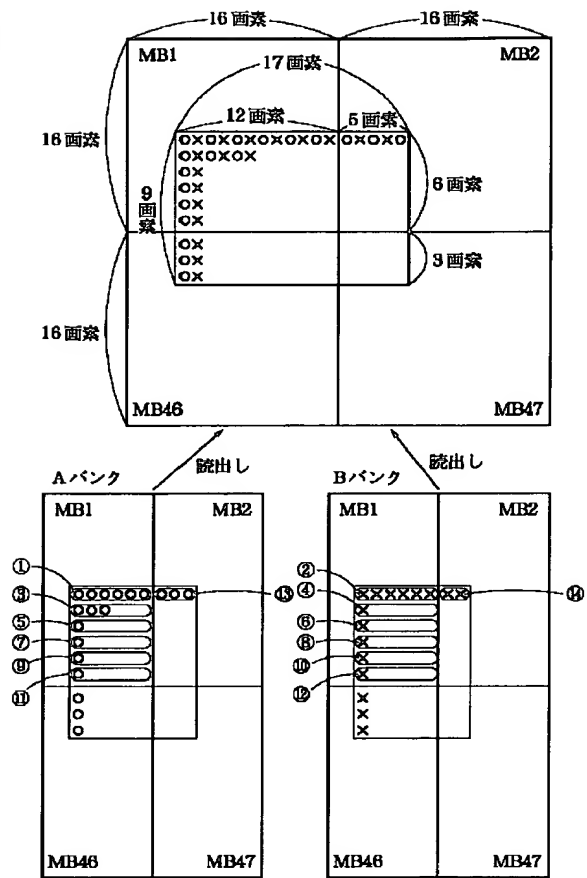 16画素 16画素
MB1 MB2
17画素
12画素 5画素
○×○×○×○×○×○× ○×○×○
16画素
○×○×○×
○×
○×
○×
○×
9画素
6画素
○×
○×
○×
3画素
16画素
MB46 MB47
読出し 読出し
Aバンク Bバンク
MB1 MB2 MB1 MB2
① ②
③ ○○○○○○ ○○○ ⑬ ④ ×××××× ×× ⑭
⑤ ○○○ ⑥ ×
⑦ ○ ⑧ ×
⑨ ○ ⑩ ×
⑪ ○ ⑫ ×
○ ×
○ ×
○ ×
○ ×
MB46 MB47 MB46 MB47